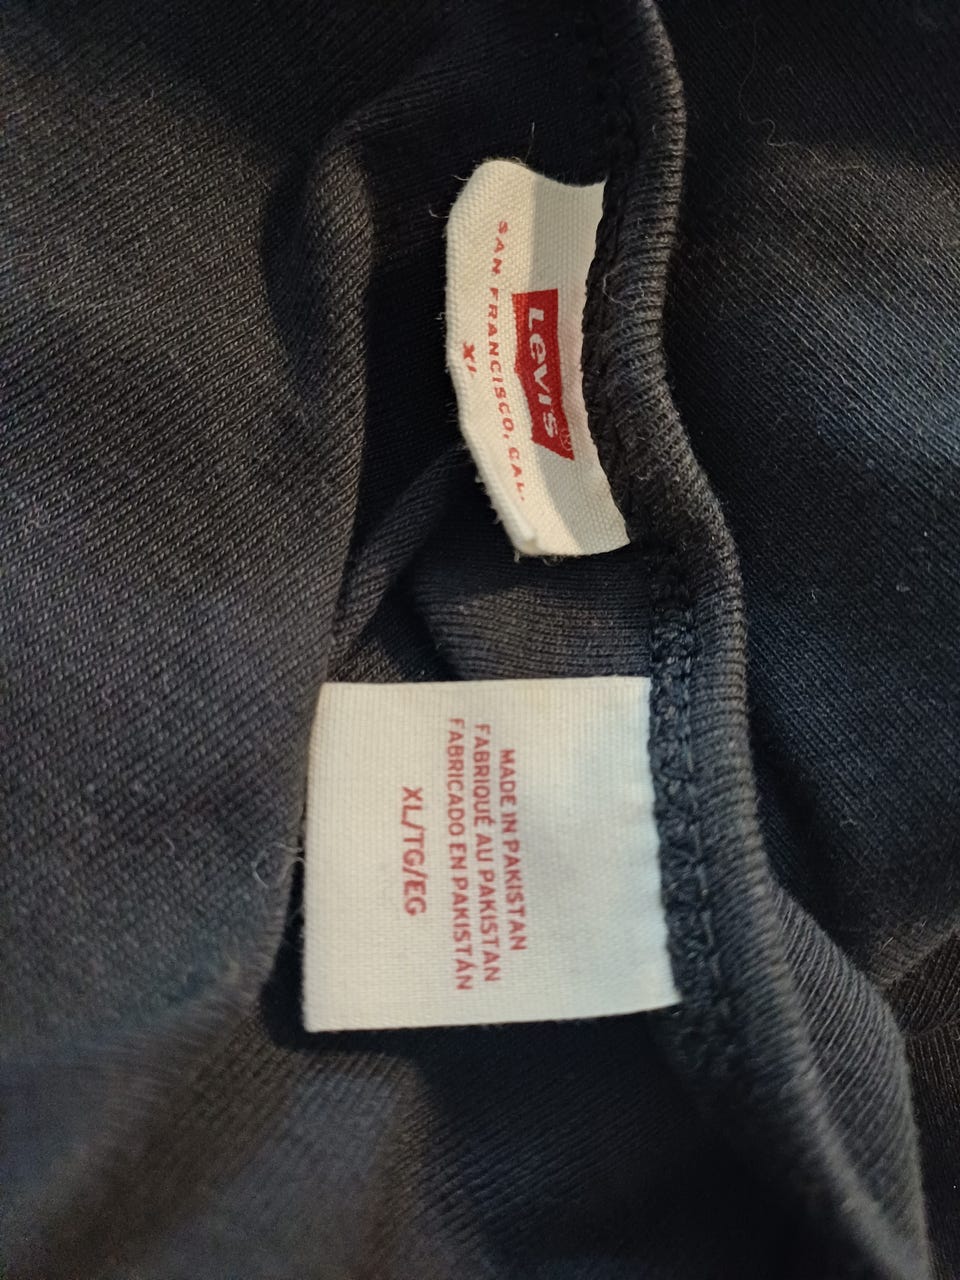 LEVI'S®
SAN FRANCISCO, CAL.
XL
MADE IN PAKISTAN
FABRIQUÉ AU PAKISTAN
FABRICADO EN PAKISTÁN
XL/TG/EG